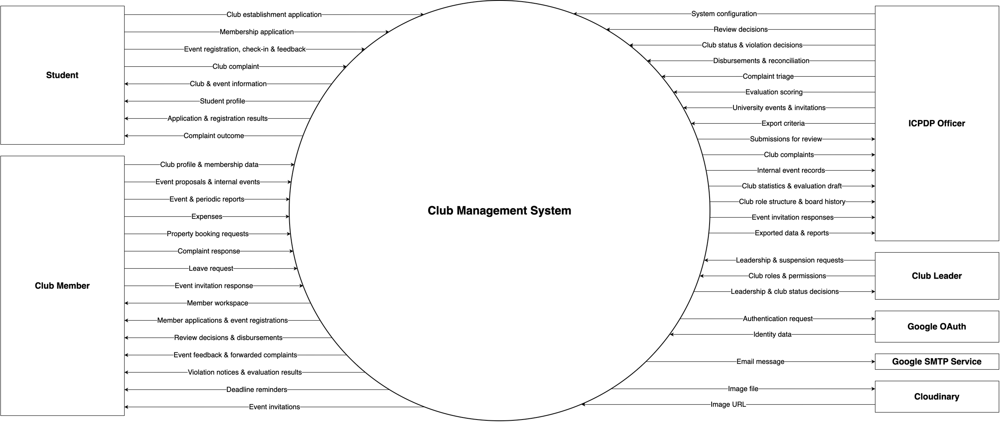 Student
Club establishment application
Membership application
Event registration, check-in & feedback
Club complaint
Club & event information
Student profile
Application & registration results
Complaint outcome
Club Member
Club profile & membership data
Event proposals & internal events
Event & periodic reports
Expenses
Property booking requests
Complaint response
Leave request
Event invitation response
Member workspace
Member applications & event registrations
Review decisions & disbursements
Event feedback & forwarded complaints
Violation notices & evaluation results
Deadline reminders
Event invitations
Club Management System
System configuration
Review decisions
Club status & violation decisions
Disbursements & reconciliation
Complaint triage
Evaluation scoring
University events & invitations
Export criteria
Submissions for review
Club complaints
Internal event records
Club statistics & evaluation draft
Club role structure & board history
Event invitation responses
Exported data & reports
ICPDP Officer
Leadership & suspension requests
Club roles & permissions
Leadership & club status decisions
Club Leader
Authentication request
Identity data
Google OAuth
Email message
Google SMTP Service
Image file
Image URL
Cloudinary